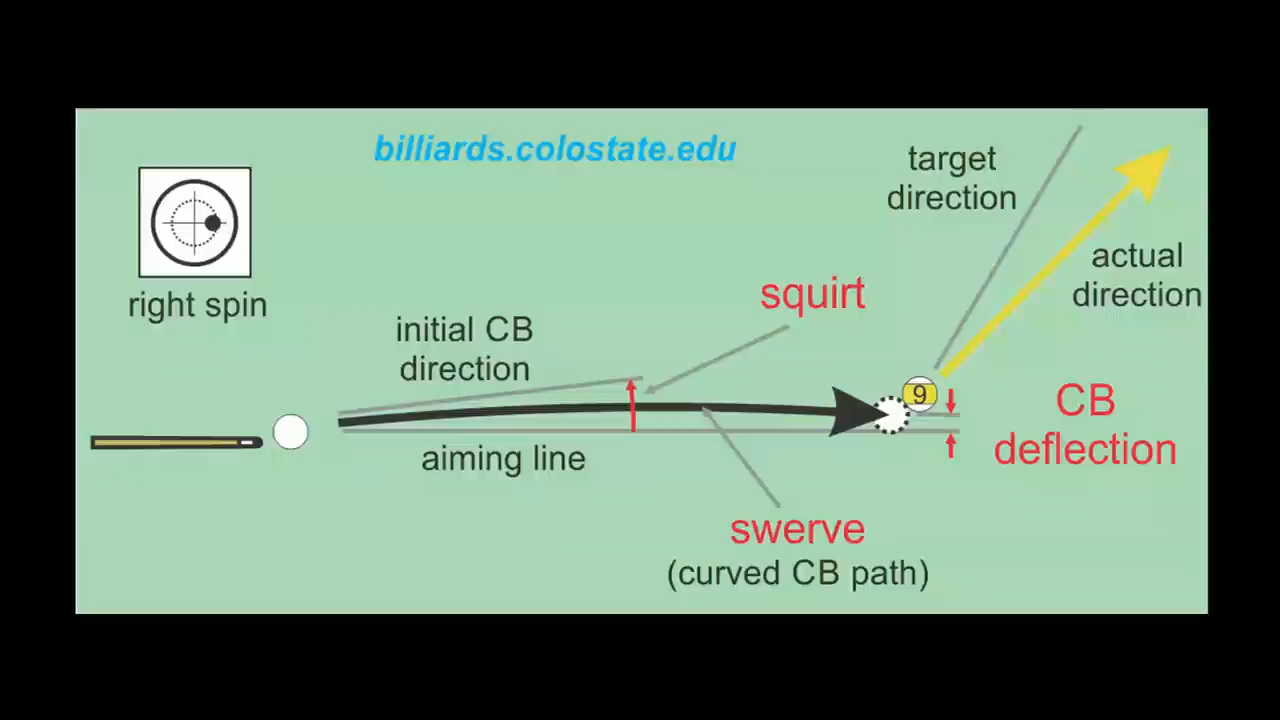 billiards.colostate.edu
target
direction
right spin
initial CB
direction
squirt
actual
direction
9
CB
deflection
aiming line
swerve
(curved CB path)